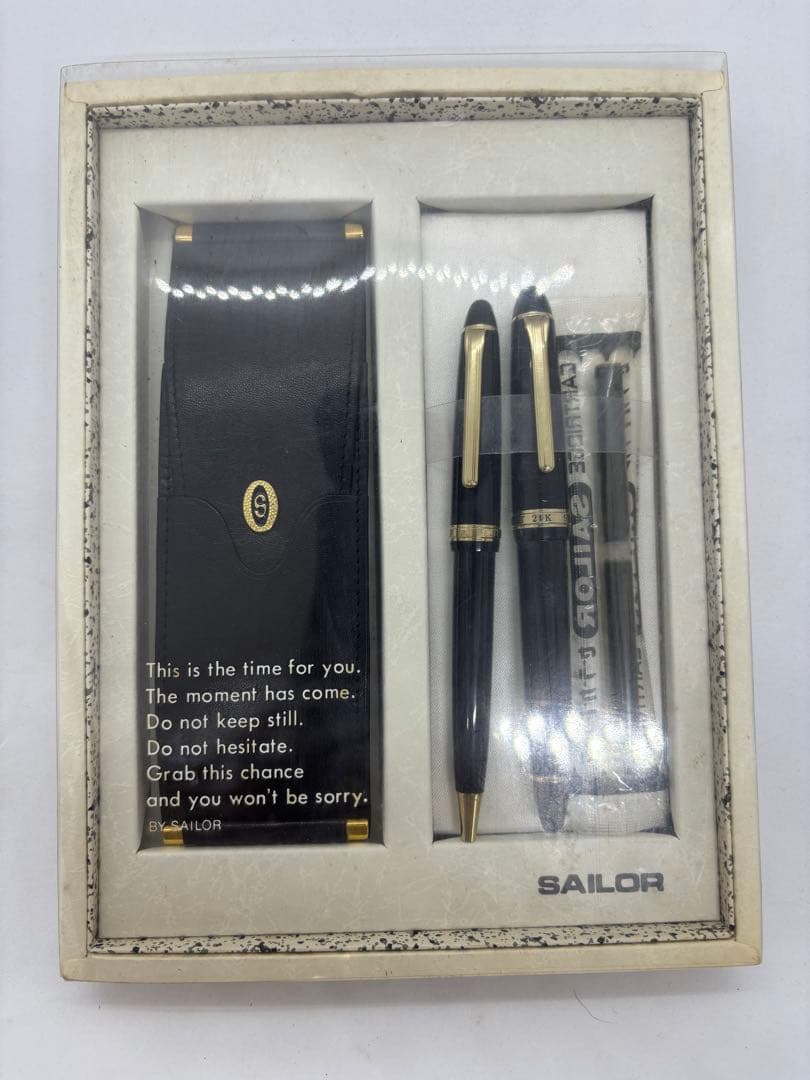 S
This is the time for you.
The moment has come.
Do not keep still.
Do not hesitate.
Grab this chance
and you won't be sorry.
BY SAILOR
CARTRIDGE
SAILOR
SAILOR